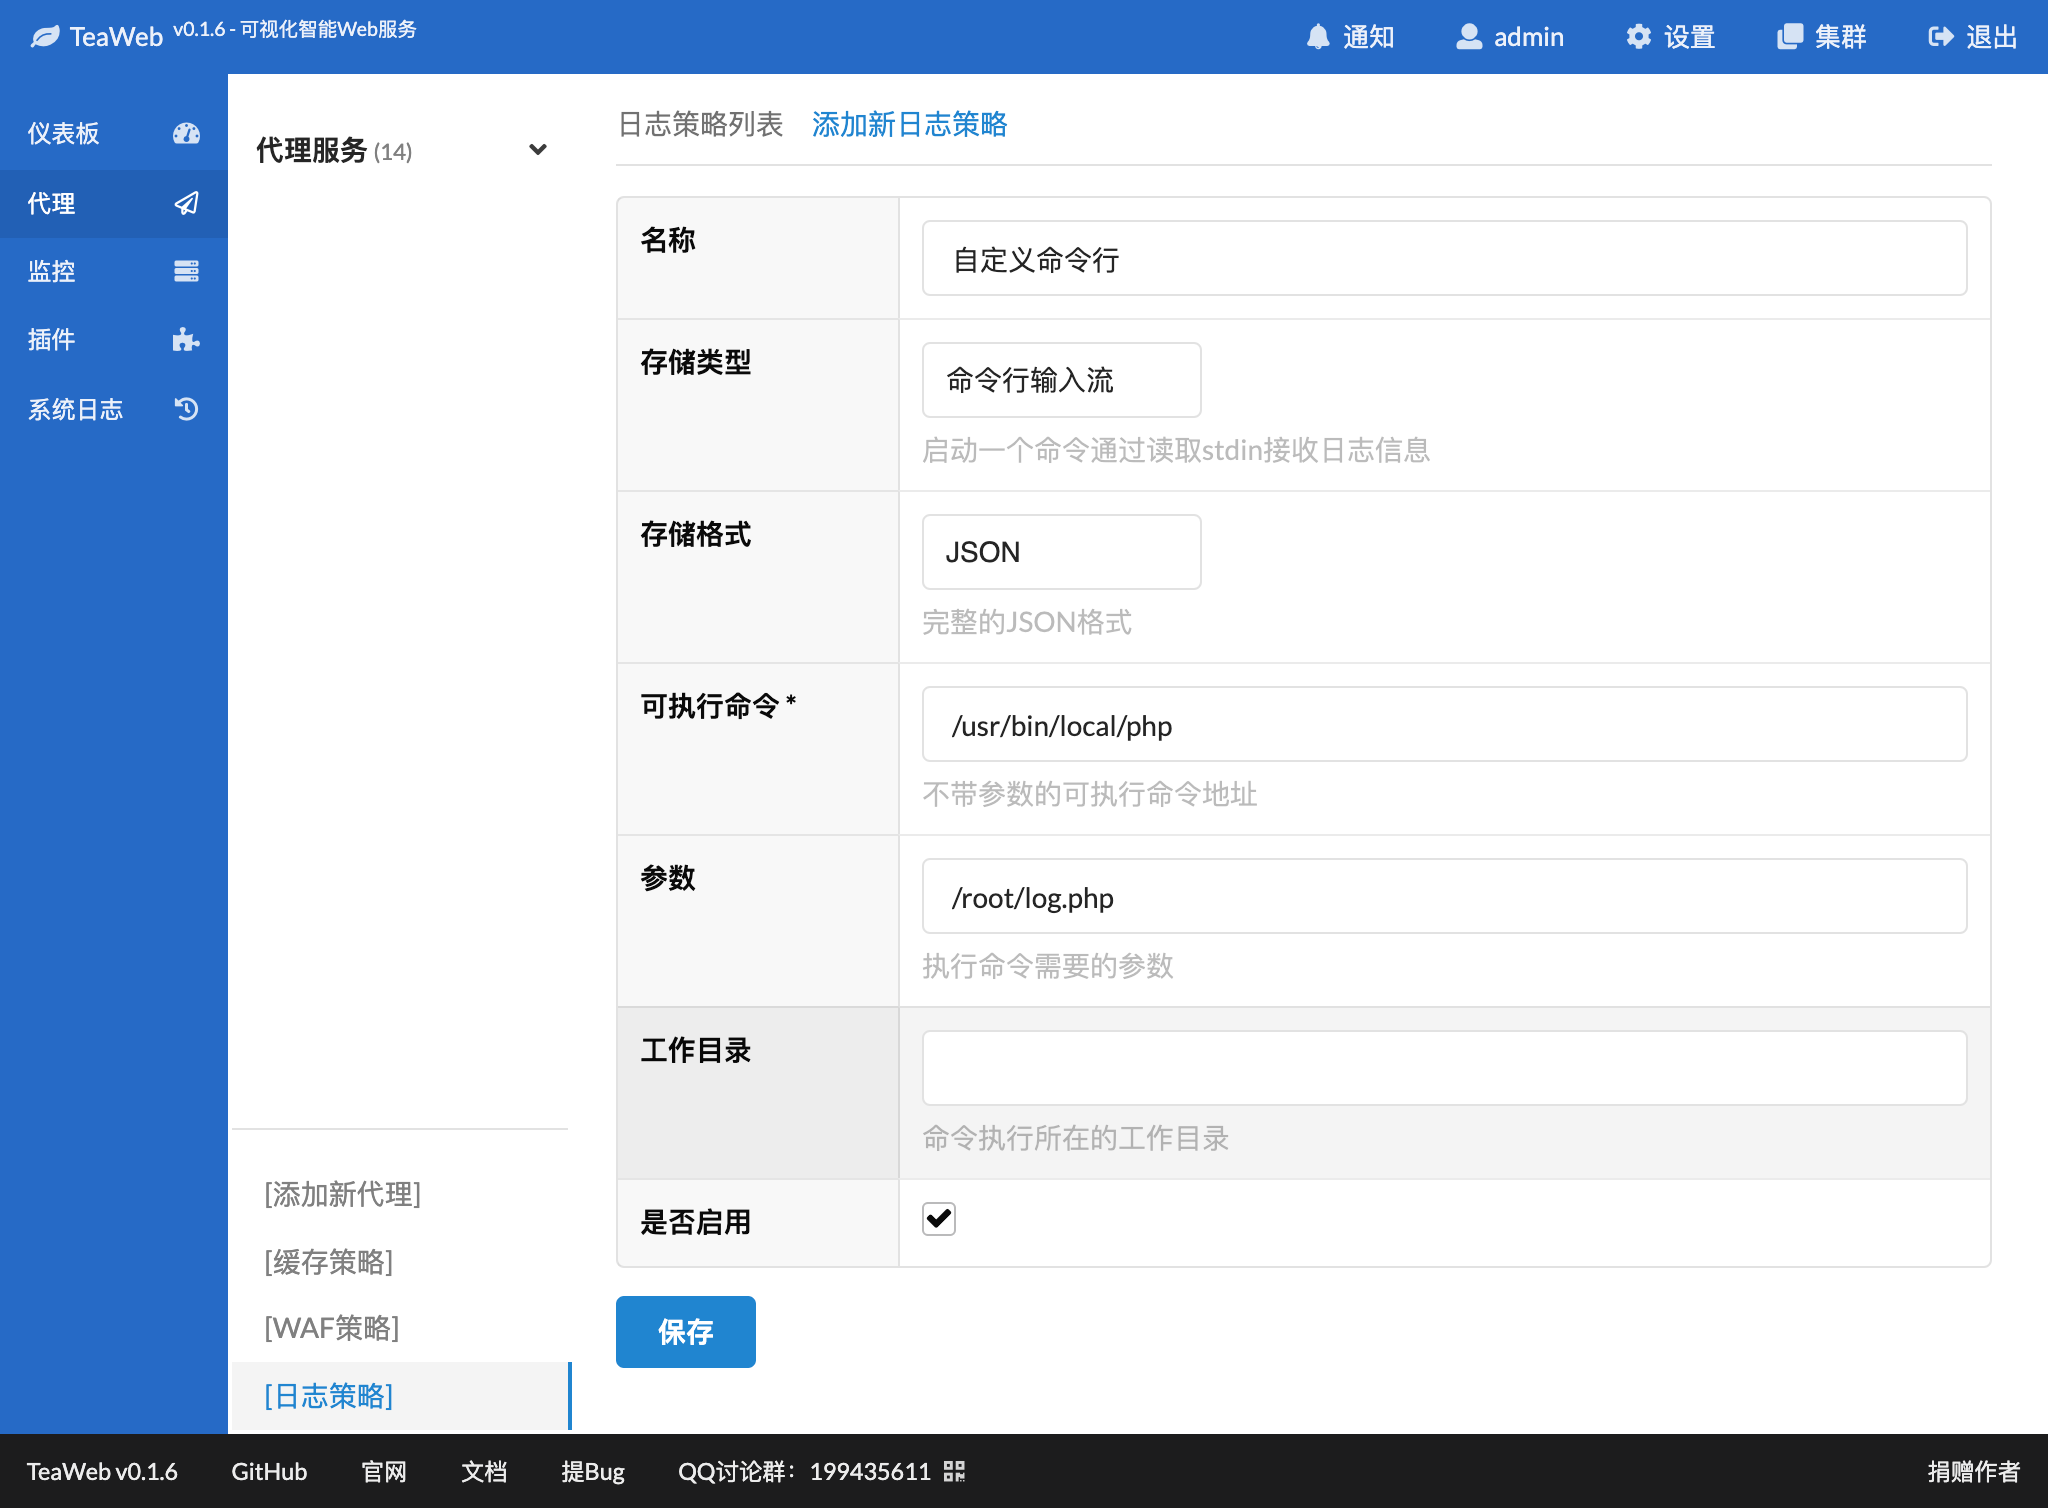 TeaWeb v0.1.6 - 可视化智能Web服务
通知
admin
设置
集群
退出
仪表板
代理
监控
插件
系统日志
代理服务 (14)
[添加新代理]
[缓存策略]
[WAF策略]
[日志策略]
日志策略列表 添加新日志策略
名称
自定义命令行
存储类型
命令行输入流
启动一个命令通过读取stdin接收日志信息
存储格式
JSON
完整的JSON格式
可执行命令 *
/usr/bin/local/php
不带参数的可执行命令地址
参数
/root/log.php
执行命令需要的参数
工作目录
命令执行所在的工作目录
是否启用
保存
TeaWeb v0.1.6 GitHub 官网 文档 提Bug QQ讨论群：199435611 捐赠作者